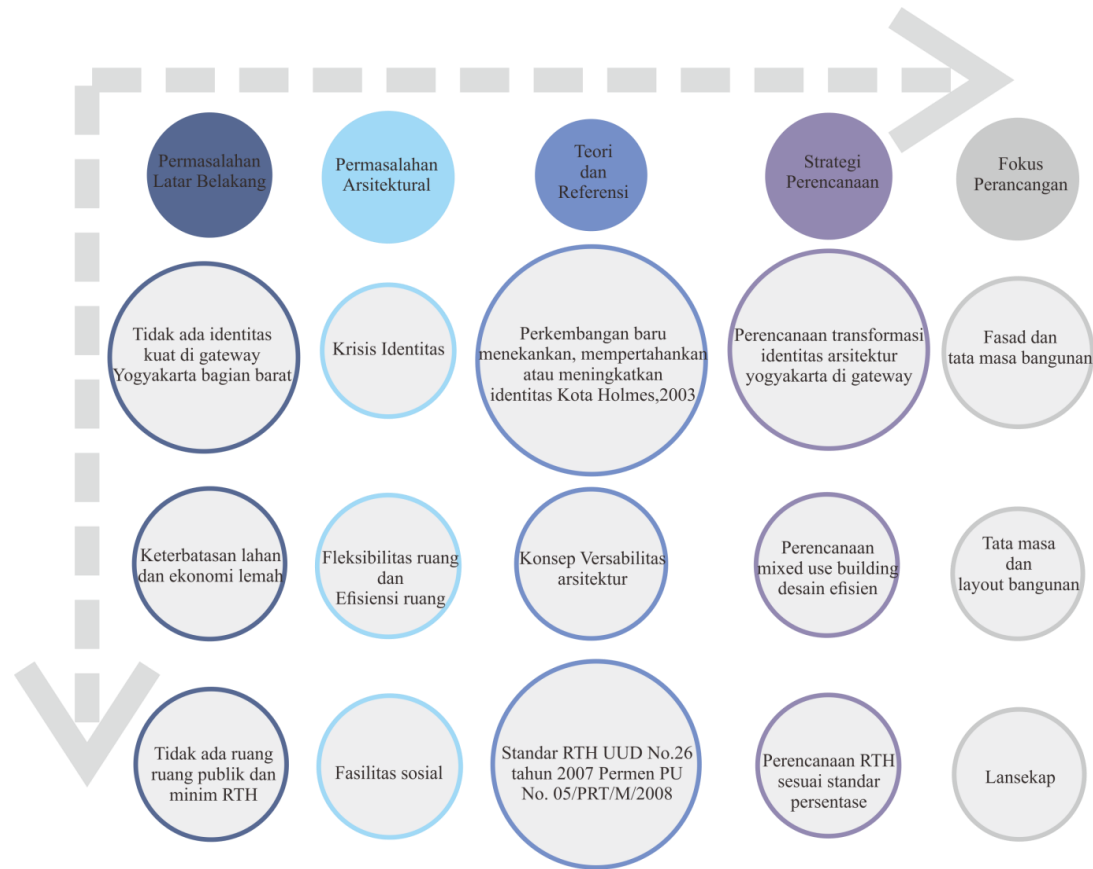 Permasalahan
Latar Belakang
Permasalahan
Arsitektural
Teori
dan
Referensi
Strategi
Perencanaan
Fokus
Perancangan
Tidak ada identitas
kuat di gateway
Yogyakarta bagian barat
Krisis Identitas
Perkembangan baru
menekankan, mempertahankan
atau meningkatkan
identitas Kota Holmes,2003
Perencanaan transformasi
identitas arsitektur
yogyakarta di gateway
Fasad dan
tata masa bangunan
Keterbatasan lahan
dan ekonomi lemah
Fleksibilitas ruang
dan
Efisiensi ruang
Konsep Versabilitas
arsitektur
Perencanaan
mixed use building
desain efisien
Tata masa
dan
layout bangunan
Tidak ada ruang
ruang publik dan
minim RTH
Fasilitas sosial
Standar RTH UUD No.26
tahun 2007 Permen PU
No. 05/PRT/M/2008
Perencanaan RTH
sesuai standar
persentase
Lansekap